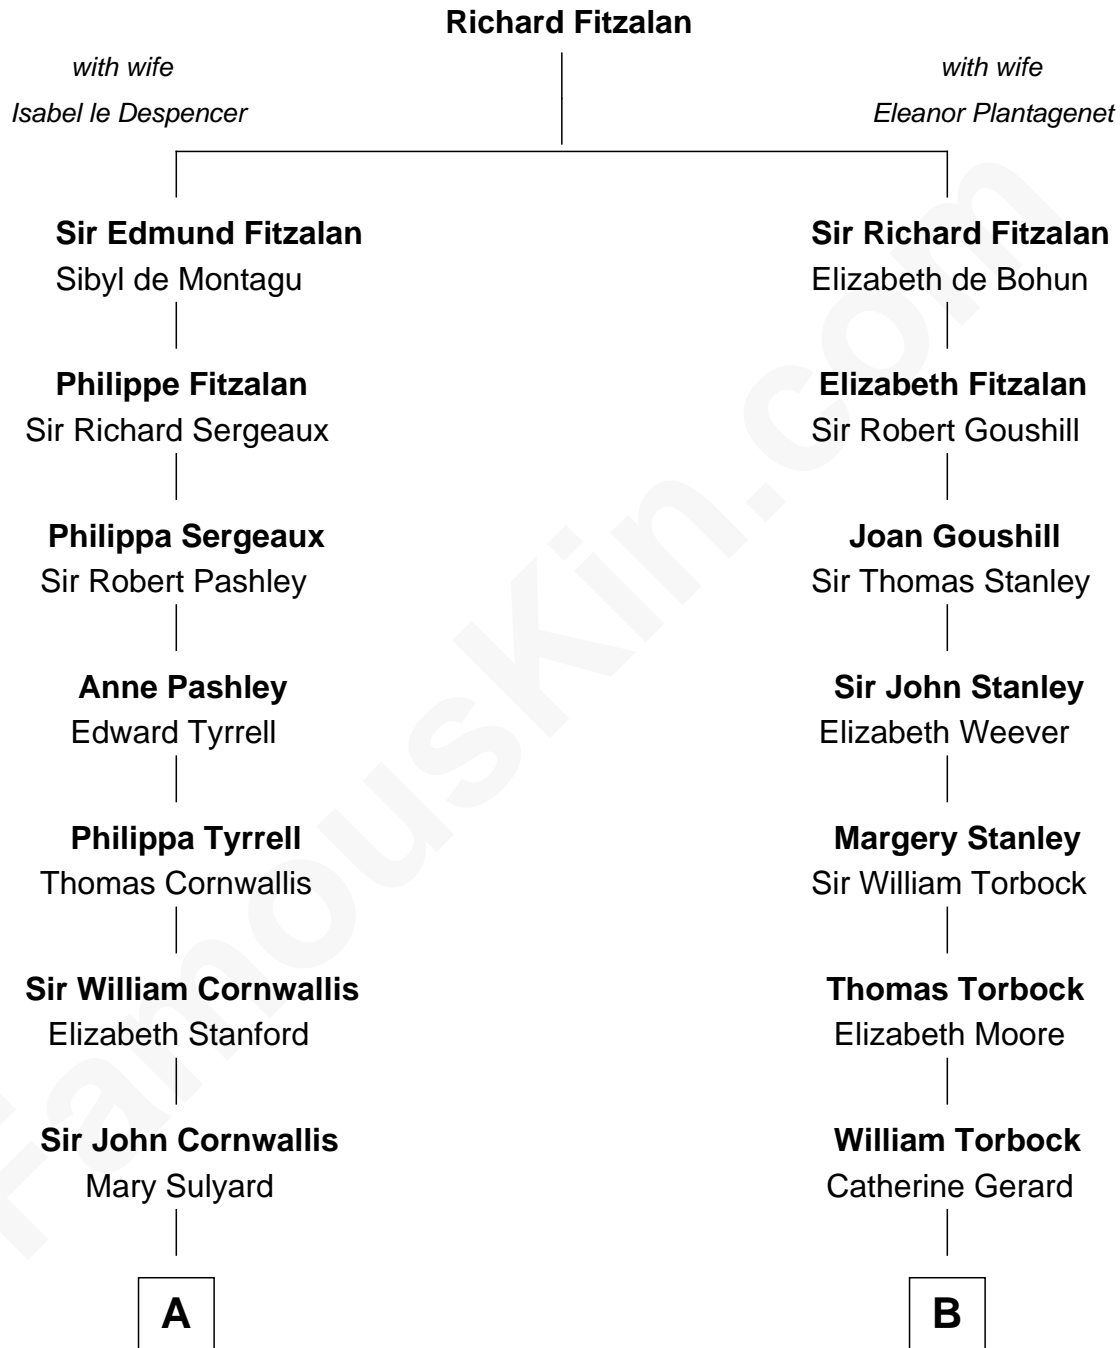 Richard Fitzalan
with wife
Isabel le Despencer
with wife
Eleanor Plantagenet
Sir Edmund Fitzalan
Sibyl de Montagu
Sir Richard Fitzalan
Elizabeth de Bohun
Philippe Fitzalan
Sir Richard Sergeaux
Elizabeth Fitzalan
Sir Robert Goushill
Philippa Sergeaux
Sir Robert Pashley
Joan Goushill
Sir Thomas Stanley
Anne Pashley
Edward Tyrrell
Sir John Stanley
Elizabeth Weever
Philippa Tyrrell
Thomas Cornwallis
Margery Stanley
Sir William Torbock
Sir William Cornwallis
Elizabeth Stanford
Thomas Torbock
Elizabeth Moore
Sir John Cornwallis
Mary Sulyard
William Torbock
Catherine Gerard
A
B
FamousKin.com